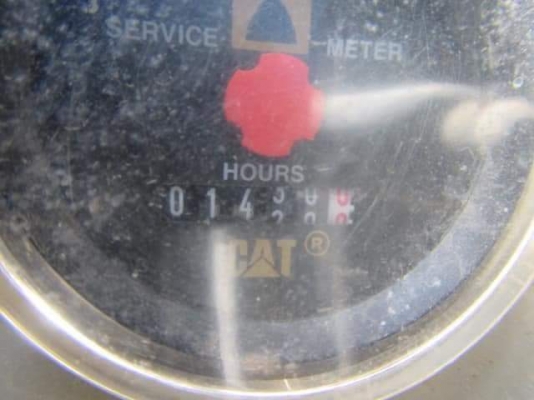 SERVICE METER
HOURS
014
CAT ®